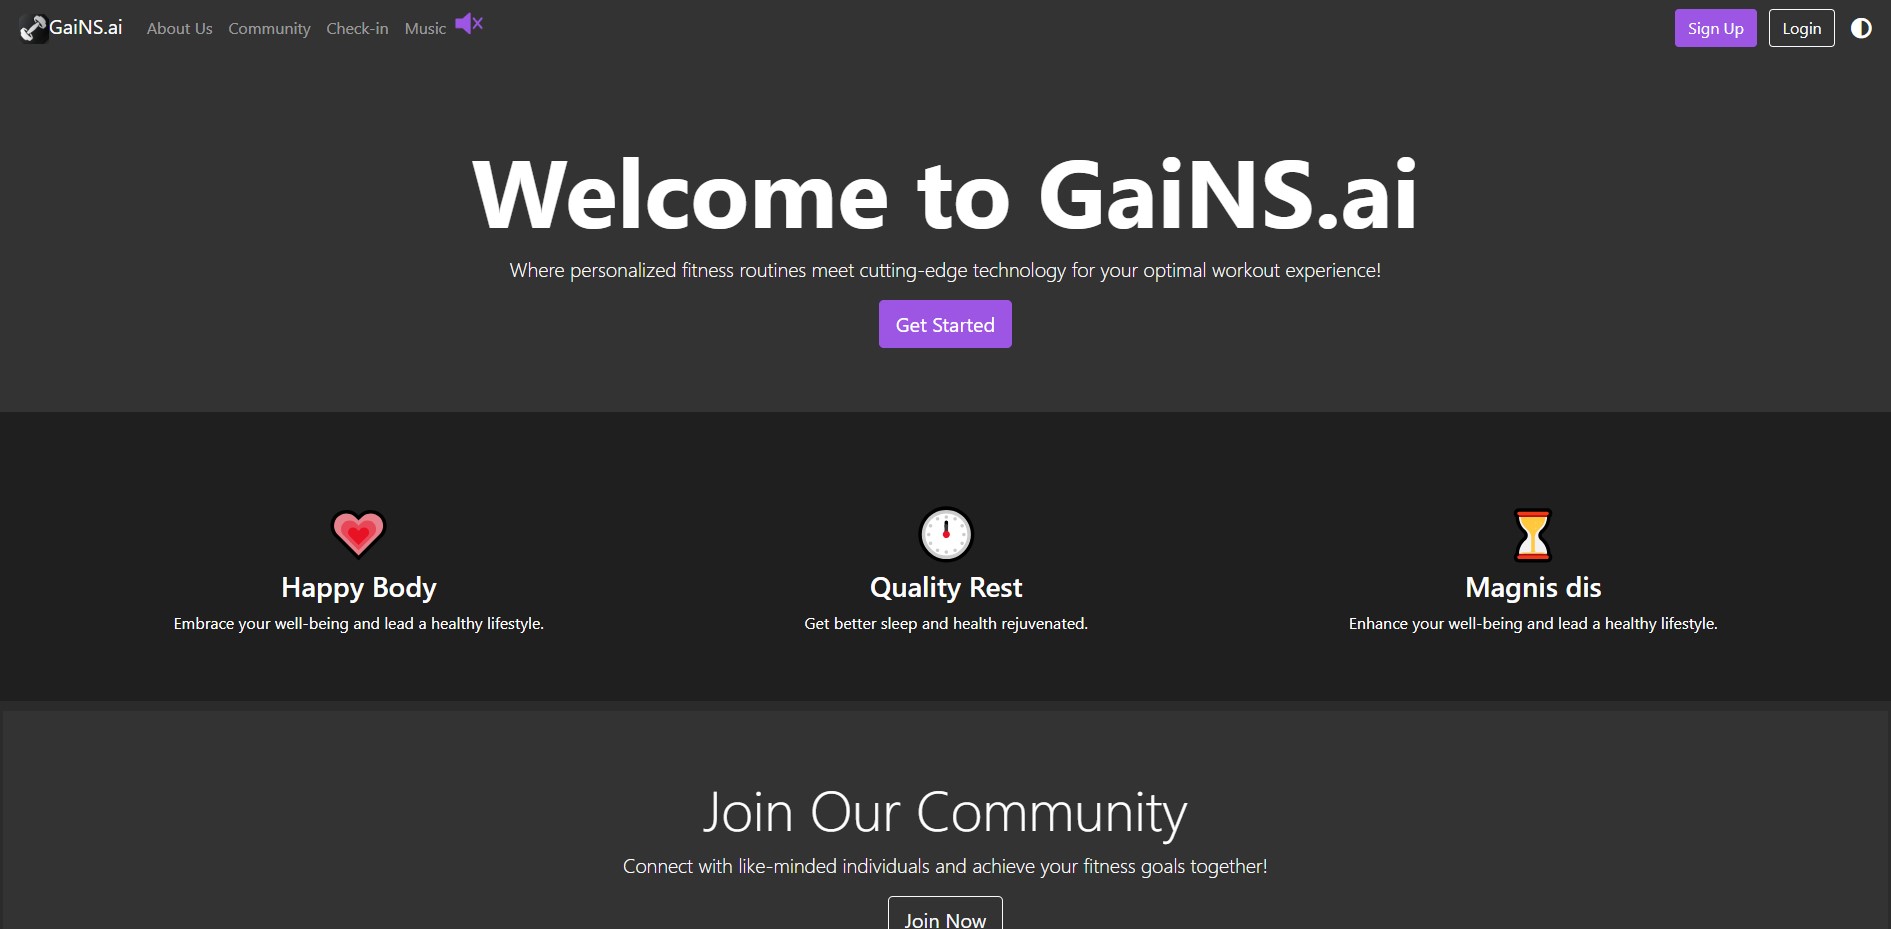 GaiNS.ai About Us Community Check-in Music Sign Up Login
Welcome to GaiNS.ai
Where personalized fitness routines meet cutting-edge technology for your optimal workout experience!
Get Started
Happy Body
Embrace your well-being and lead a healthy lifestyle.
Quality Rest
Get better sleep and health rejuvenated.
Magnis dis
Enhance your well-being and lead a healthy lifestyle.
Join Our Community
Connect with like-minded individuals and achieve your fitness goals together!
Join Now